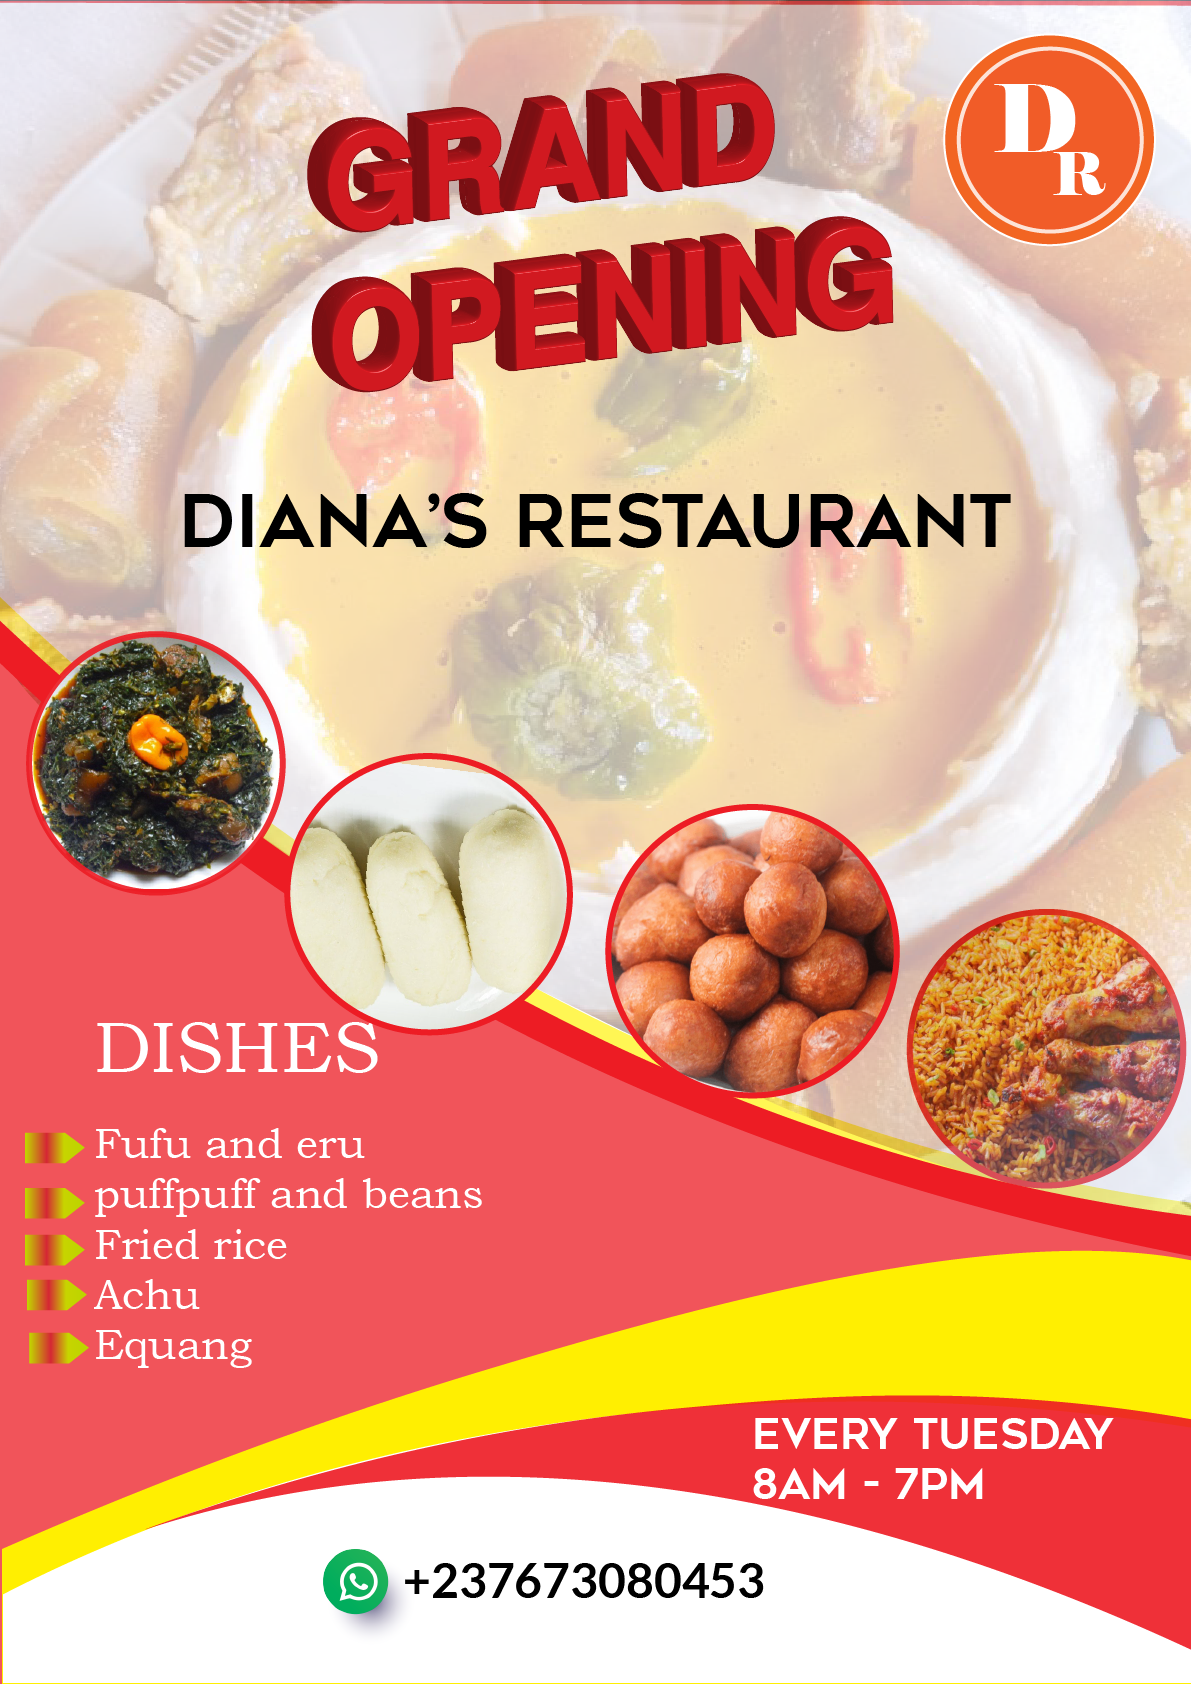 GRAND
OPENING
DR
DIANA'S RESTAURANT
DISHES
Fufu and eru
puffpuff and beans
Fried rice
Achu
Equang
EVERY TUESDAY
8AM - 7PM
+237673080453